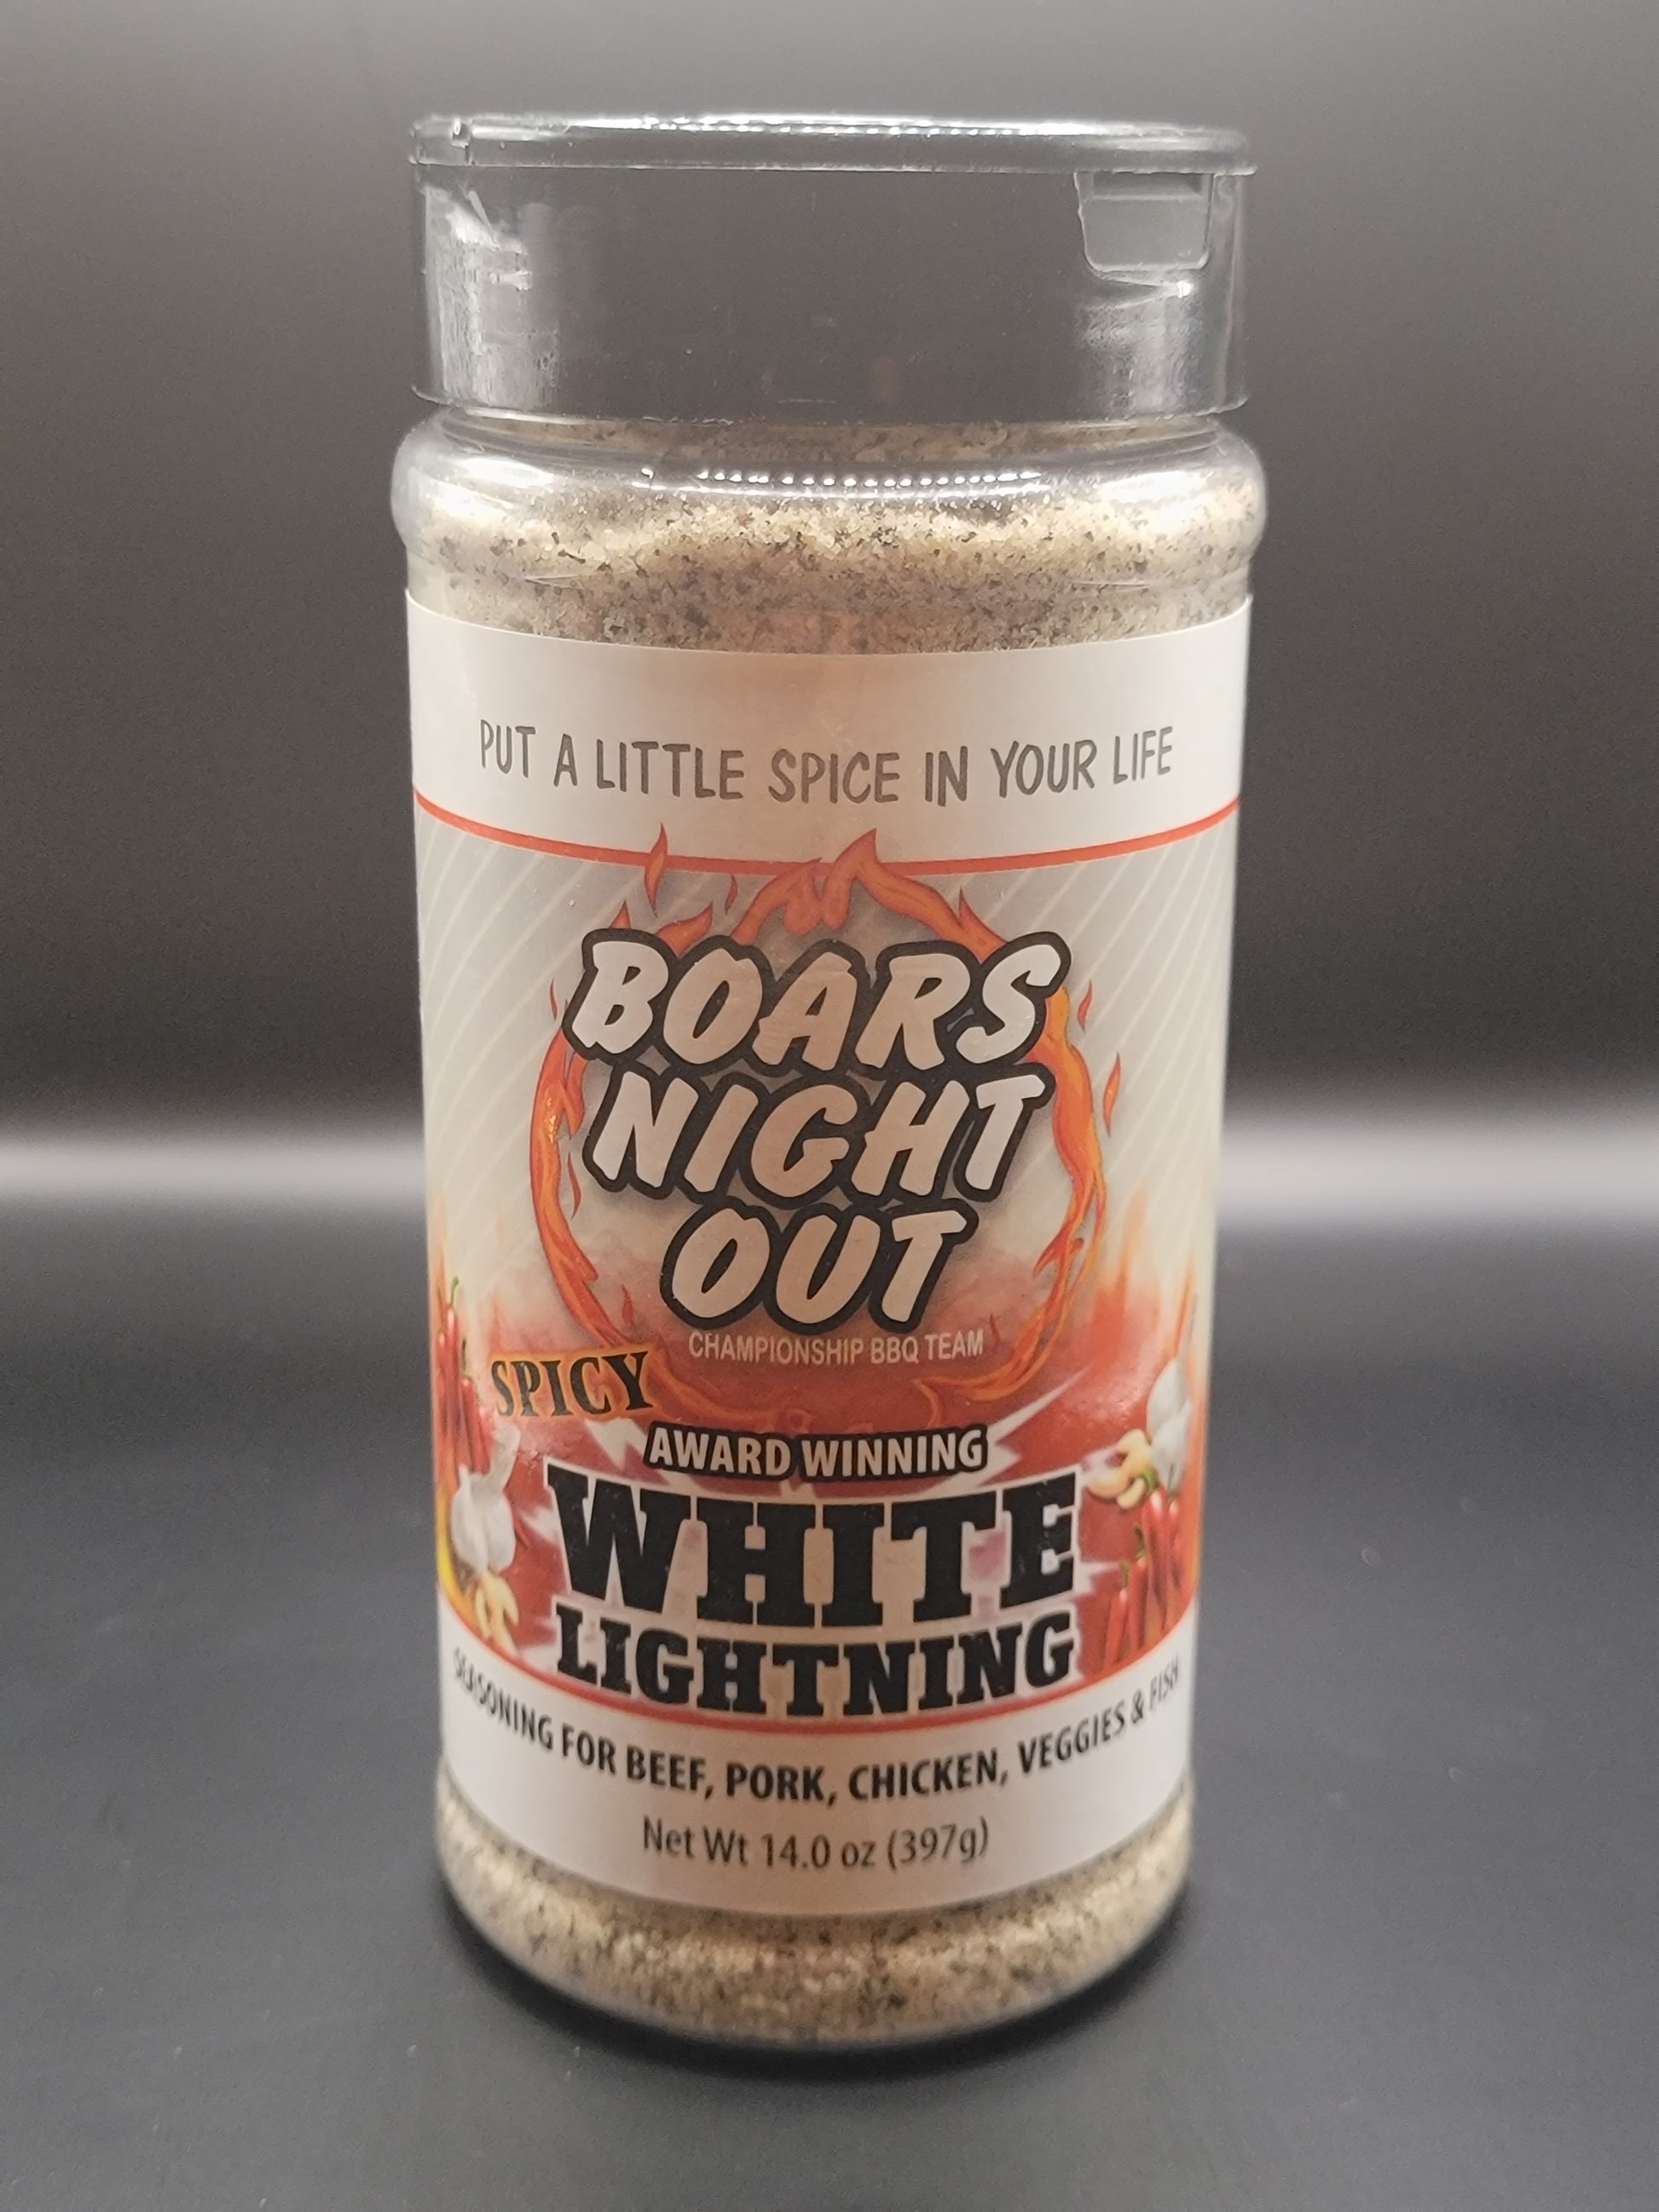 PUT A LITTLE SPICE IN YOUR LIFE
BOARS
NIGHT
OUT
CHAMPIONSHIP BBQ TEAM
SPICY
AWARD WINNING
WHITE
LIGHTNING
SEASONING FOR BEEF, PORK, CHICKEN, VEGGIES & FISH
Net Wt 14.0 oz (397g)